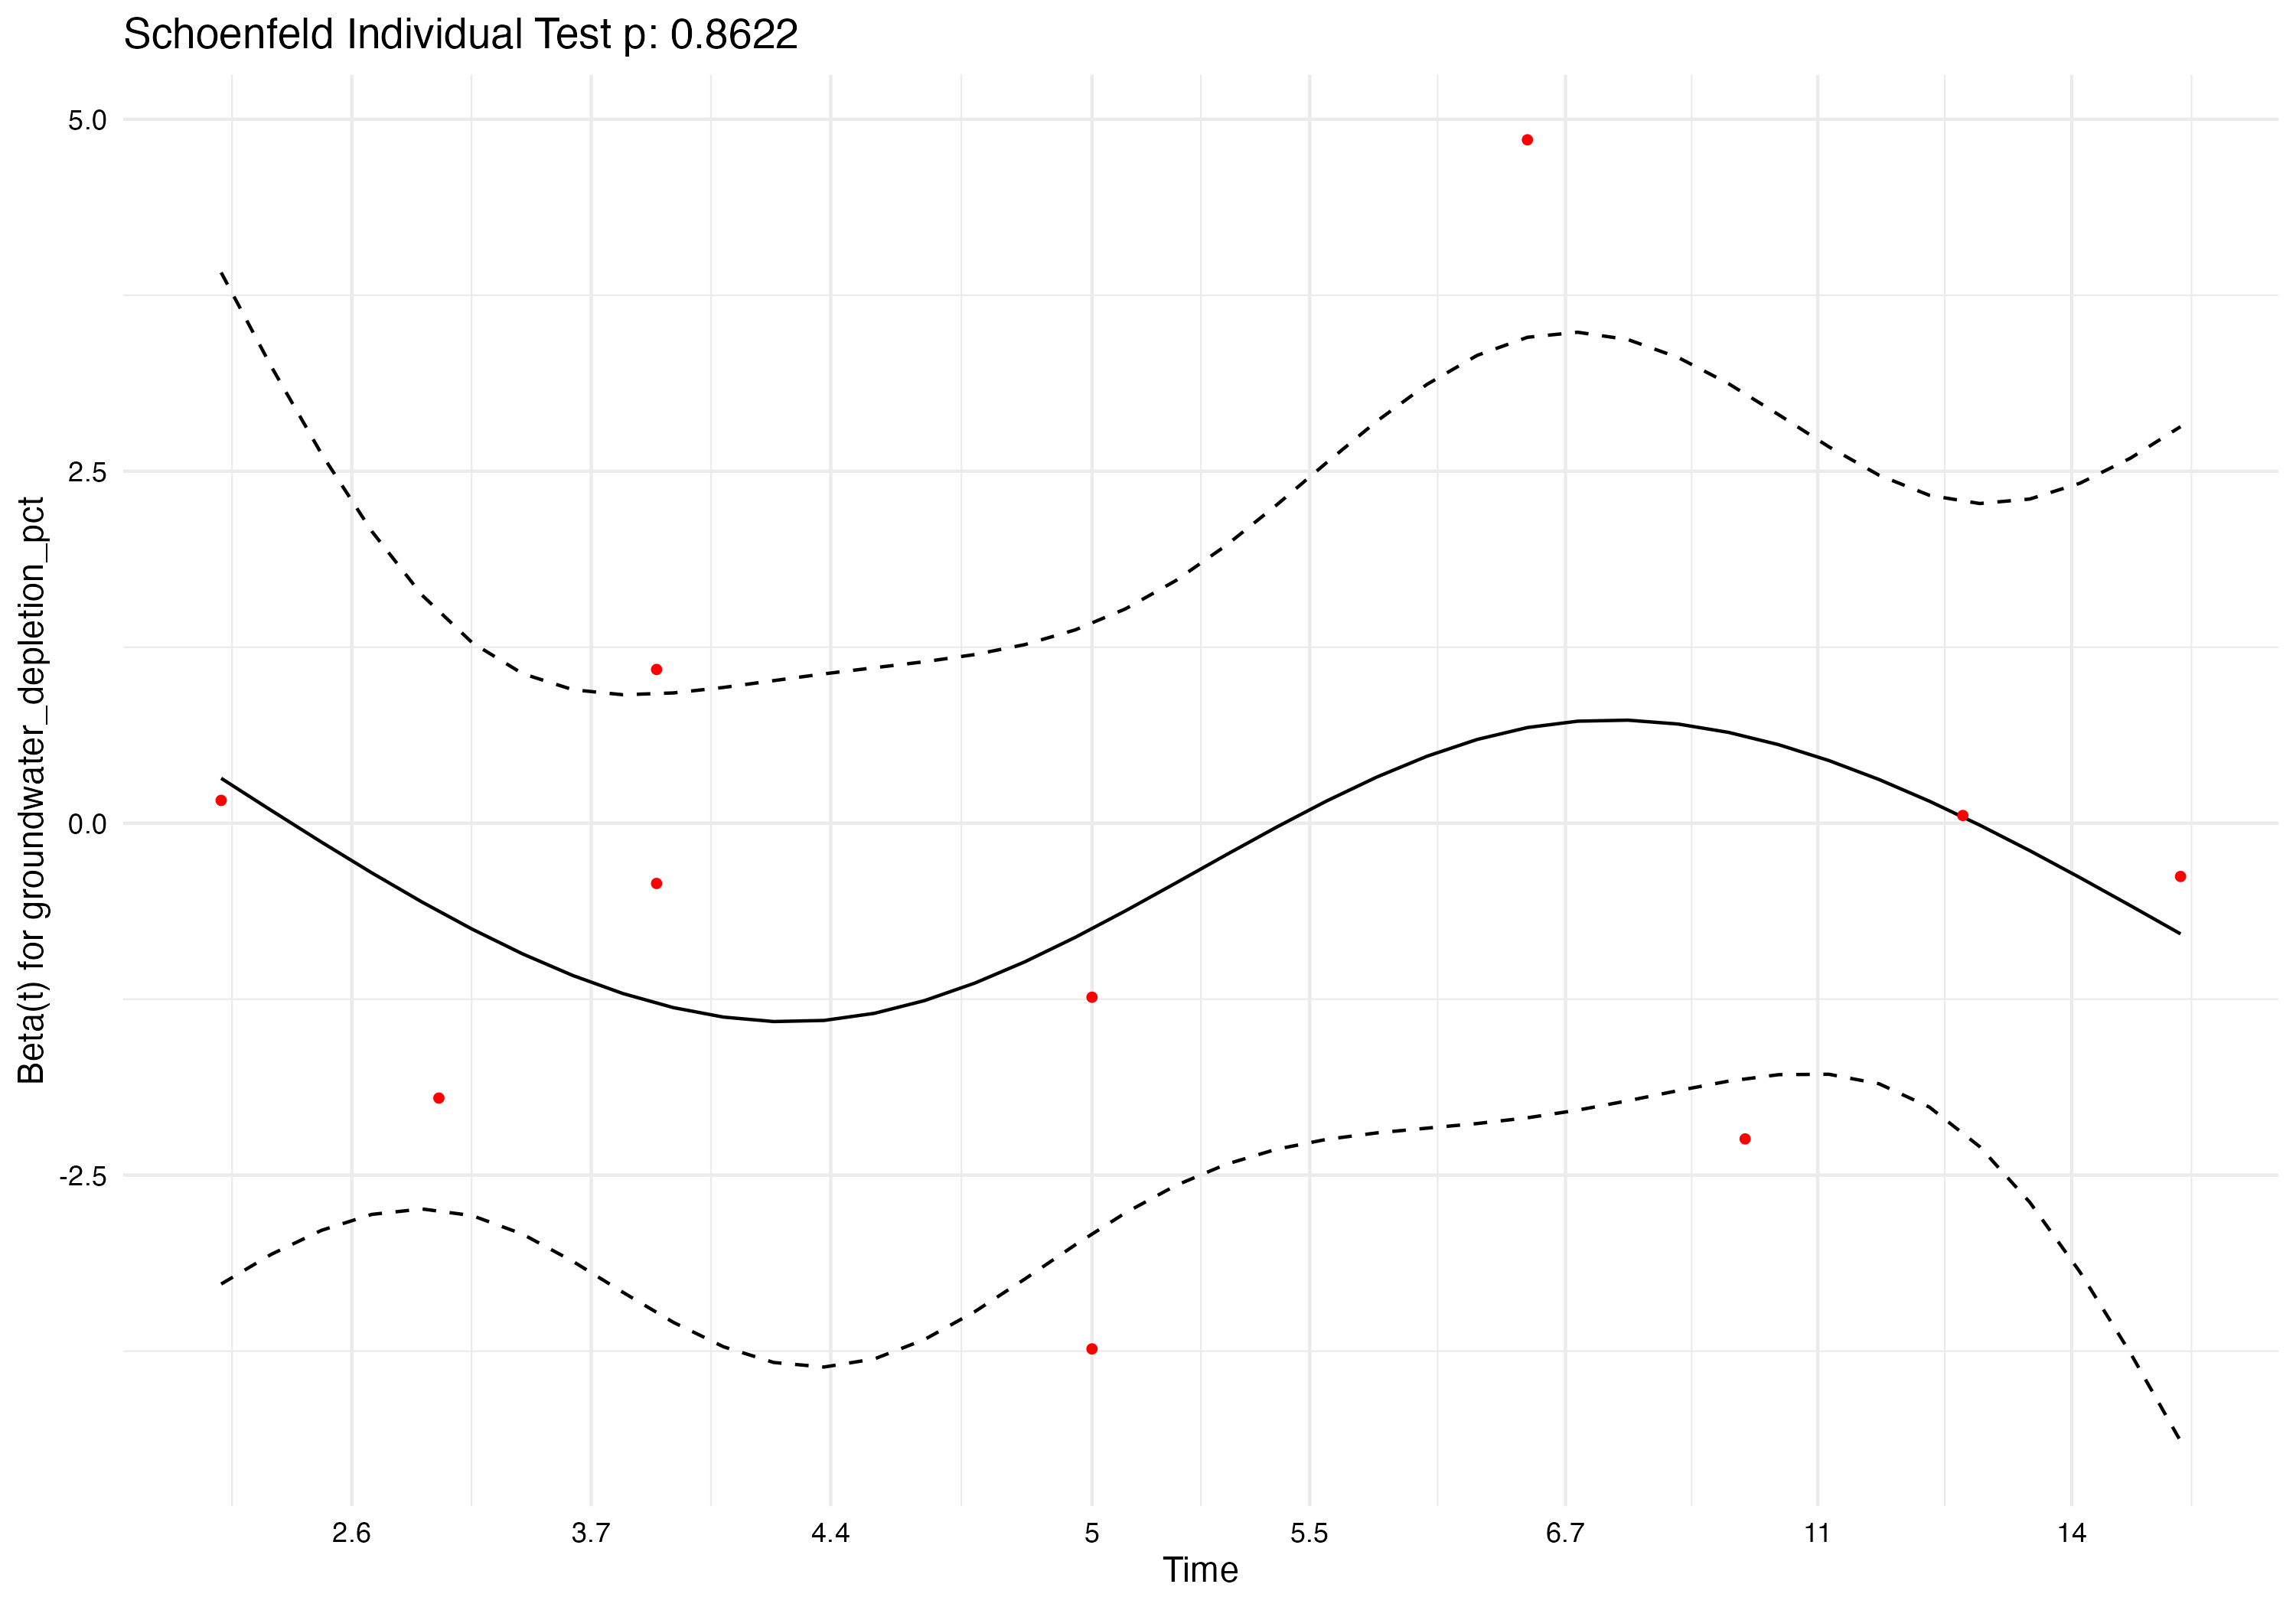 Schoenfeld Individual Test p: 0.8622
5.0
2.5
0.0
-2.5
Beta(t) for groundwater_depletion_pct
2.6 3.7 4.4 5 5.5 6.7 11 14
Time